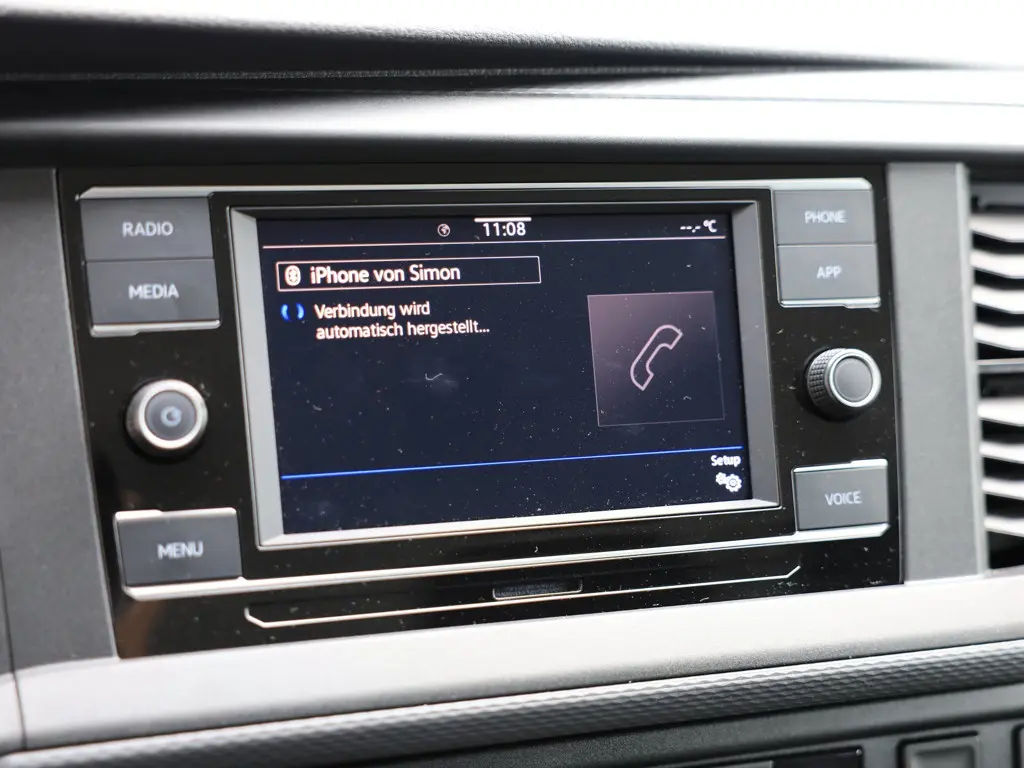 RADIO
MEDIA
MENU
11:08
--,- °C
iPhone von Simon
Verbindung wird
automatisch hergestellt...
Setup
PHONE
APP
VOICE